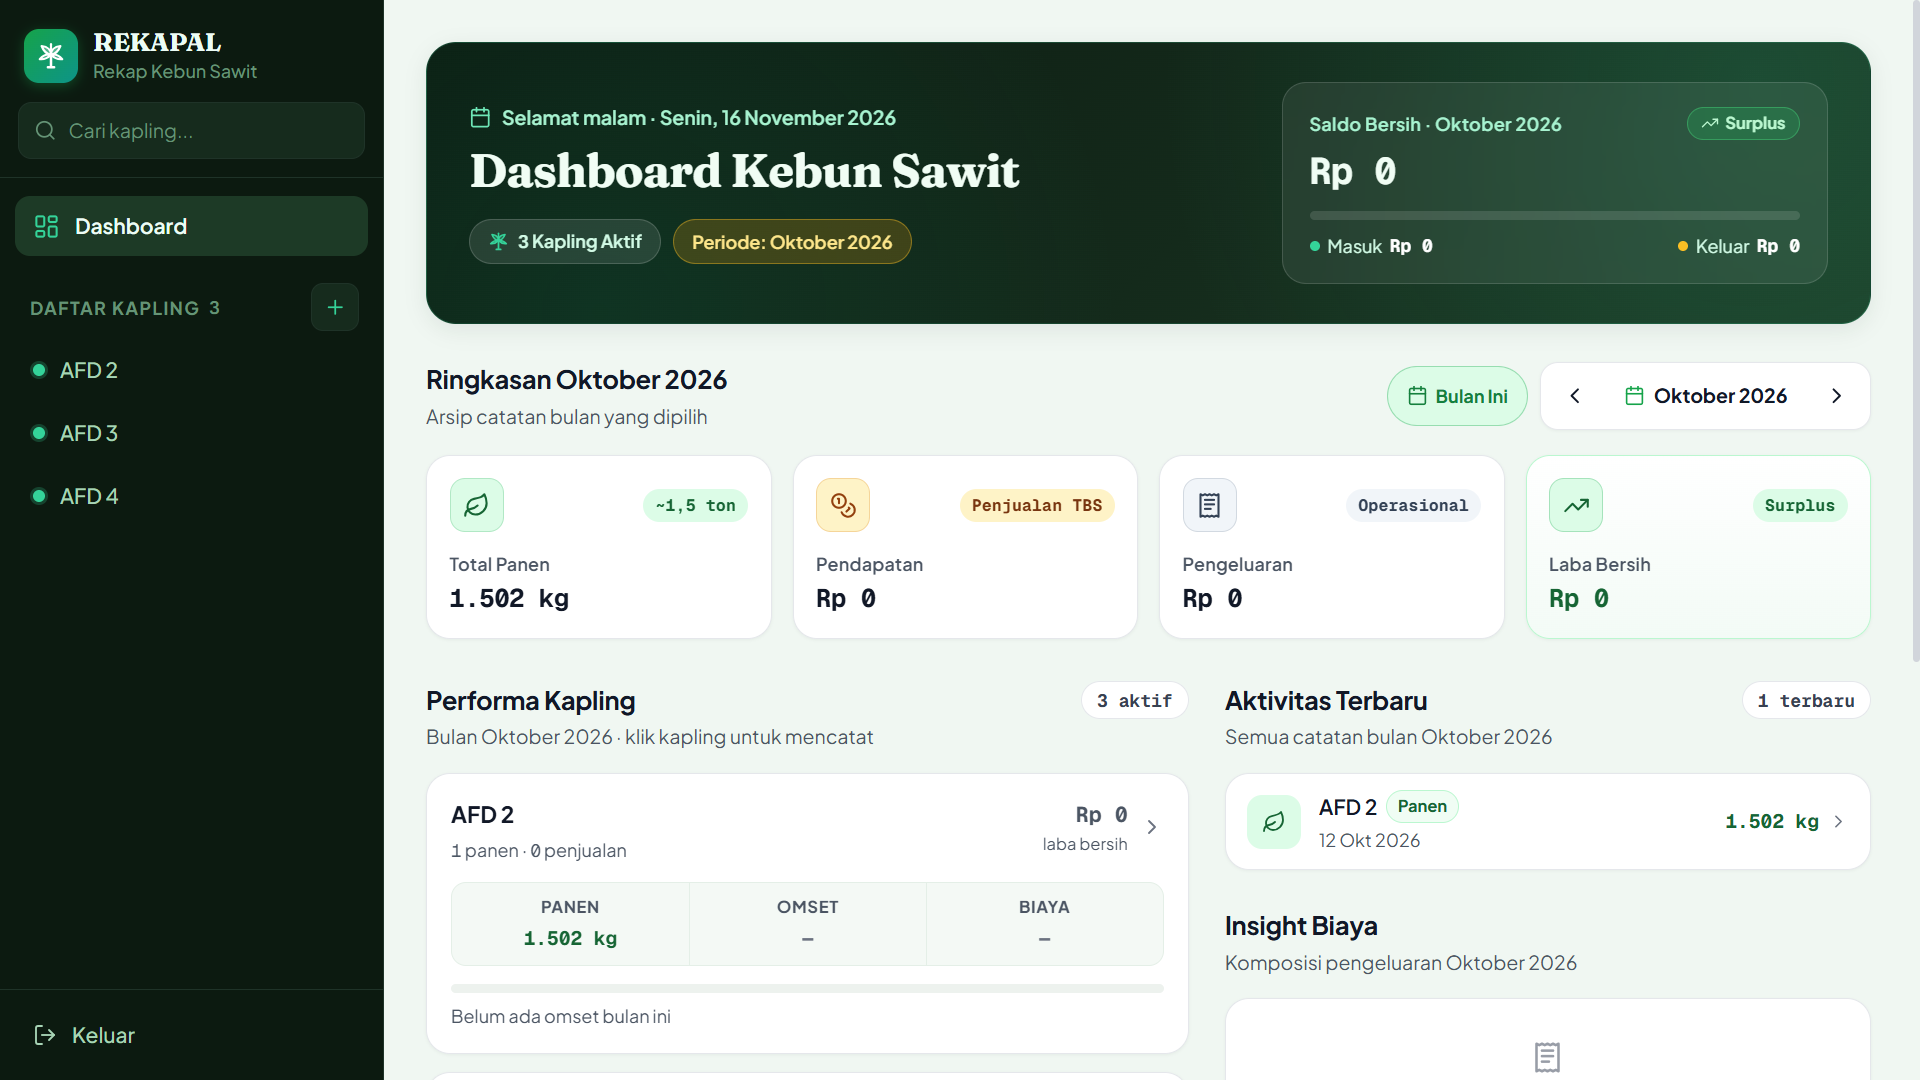 REKAPAL
Rekap Kebun Sawit
Cari kapling...
Dashboard
DAFTAR KAPLING 3
AFD 2
AFD 3
AFD 4
Keluar
Selamat malam · Senin, 16 November 2026
Dashboard Kebun Sawit
3 Kapling Aktif
Periode: Oktober 2026
Saldo Bersih · Oktober 2026
Surplus
Rp 0
Masuk Rp 0
Keluar Rp 0
Ringkasan Oktober 2026
Arsip catatan bulan yang dipilih
Bulan Ini
Oktober 2026
~1,5 ton
Total Panen
1.502 kg
Penjualan TBS
Pendapatan
Rp 0
Operasional
Pengeluaran
Rp 0
Surplus
Laba Bersih
Rp 0
Performa Kapling
3 aktif
Bulan Oktober 2026 · klik kapling untuk mencatat
AFD 2
Rp 0
1 panen · 0 penjualan
laba bersih
PANEN
1.502 kg
OMSET
–
BIAYA
–
Belum ada omset bulan ini
Aktivitas Terbaru
1 terbaru
Semua catatan bulan Oktober 2026
AFD 2 Panen
12 Okt 2026
1.502 kg
Insight Biaya
Komposisi pengeluaran Oktober 2026